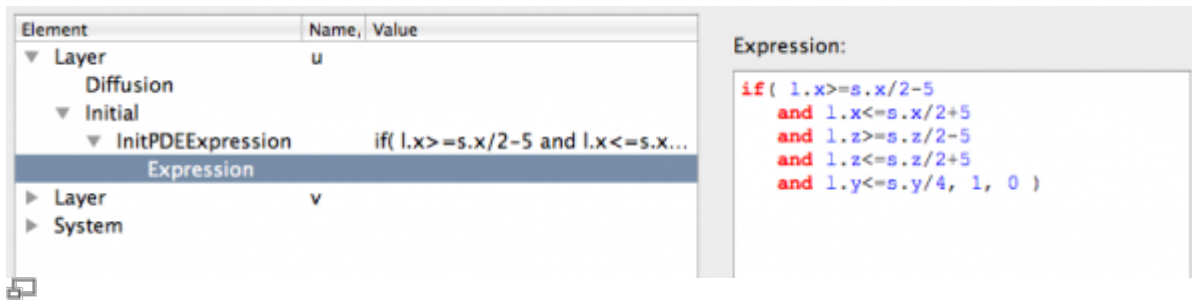 Element Name, Value
Layer u
Diffusion
Initial
InitPDEExpression if( l.x>=s.x/2-5 and l.x<=s.x...
Expression
Layer v
System
Expression:
if( l.x>=s.x/2-5
and l.x<=s.x/2+5
and l.z>=s.z/2-5
and l.z<=s.z/2+5
and l.y<=s.y/4, 1, 0 )